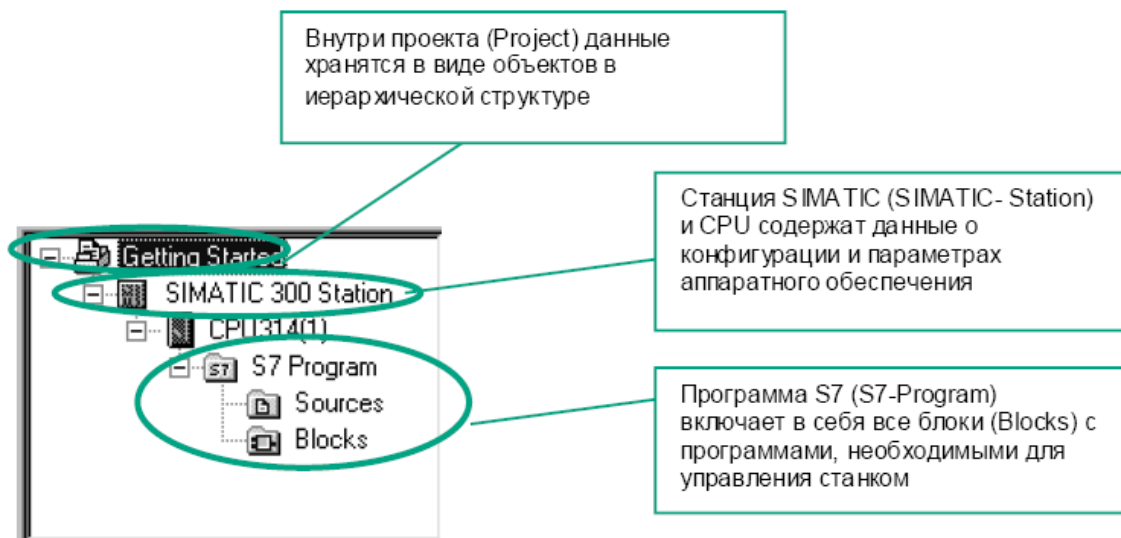 Внутри проекта (Project) данные
хранятся в виде объектов в
иерархической структуре
Станция SIMATIC (SIMATIC- Station)
и CPU содержат данные о
конфигурации и параметрах
аппаратного обеспечения
Getting Started
SIMATIC 300 Station
CPU314(1)
S7 Program
Sources
Blocks
Программа S7 (S7-Program)
включает в себя все блоки (Blocks) с
программами, необходимыми для
управления станком